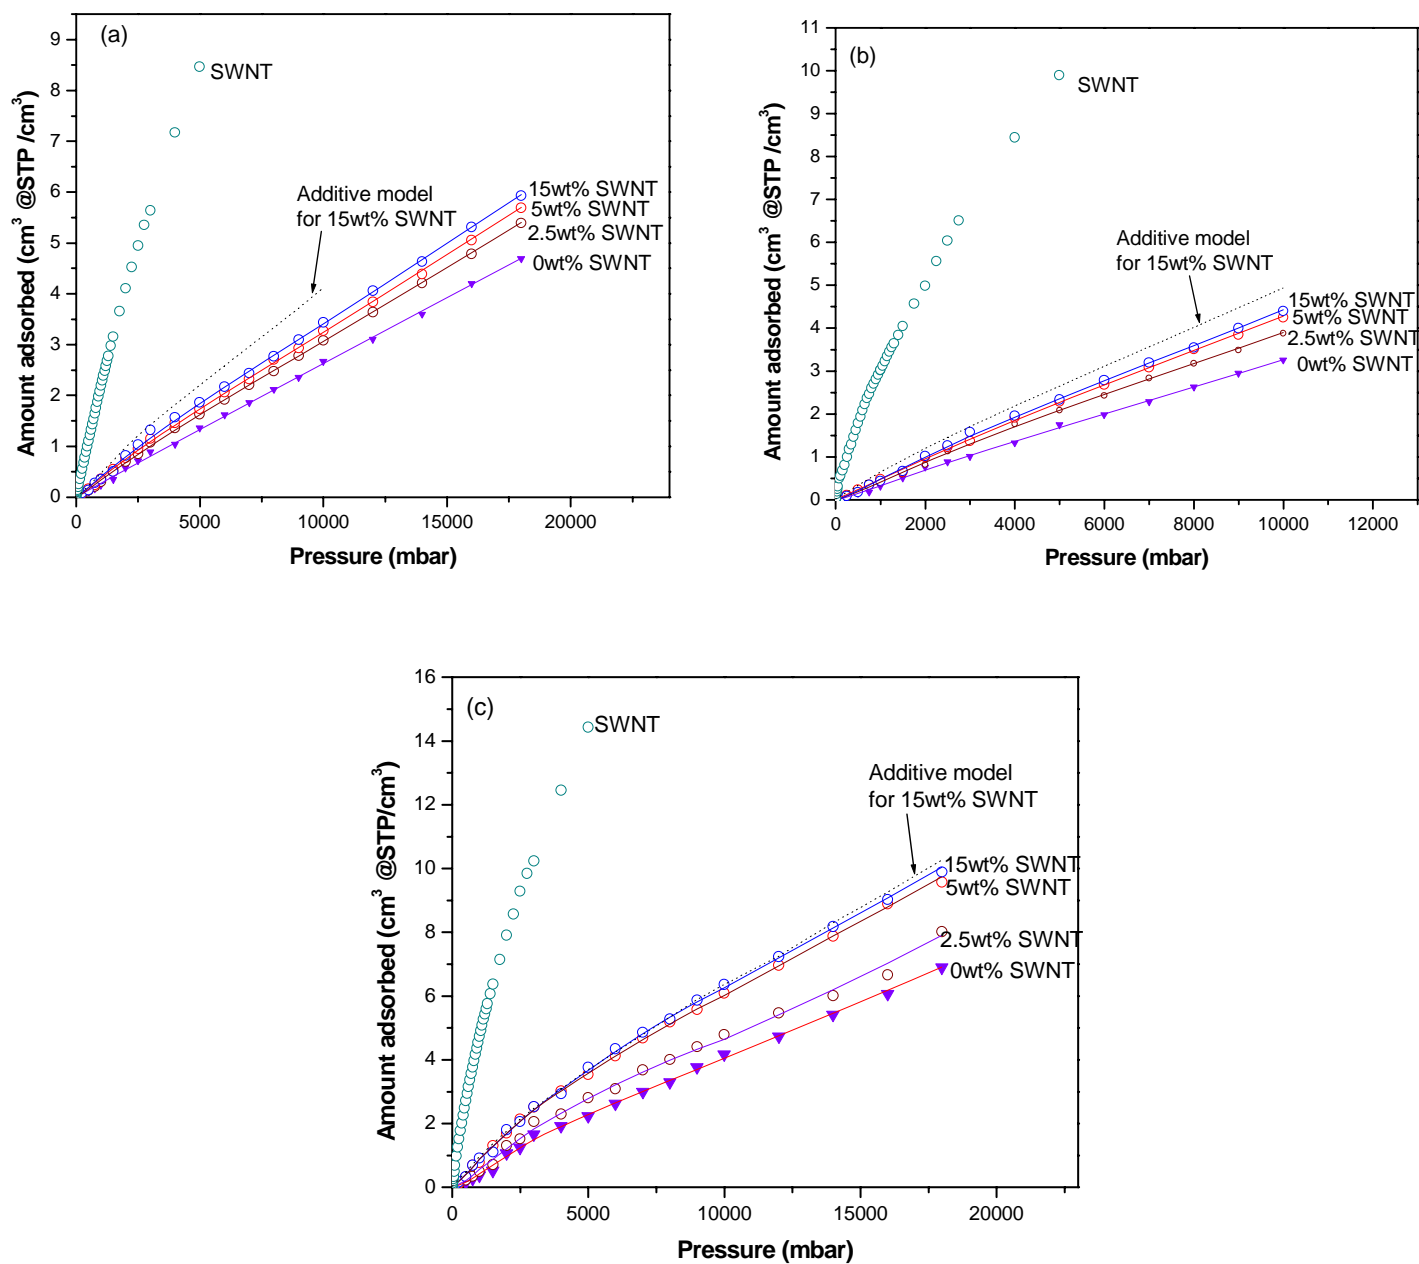 (a)
SWNT
Additive model
for 15wt% SWNT
15wt% SWNT
5wt% SWNT
2.5wt% SWNT
0wt% SWNT
9
8
7
6
5
4
3
2
1
0
0
5000
10000
15000
20000
Amount adsorbed (cm³ @STP /cm³)
Pressure (mbar)
(b)
SWNT
Additive model
for 15wt% SWNT
15wt% SWNT
5wt% SWNT
2.5wt% SWNT
0wt% SWNT
11
10
9
8
7
6
5
4
3
2
1
0
0
2000
4000
6000
8000
10000
12000
Amount adsorbed (cm³ @STP /cm³)
Pressure (mbar)
(c)
SWNT
Additive model
for 15wt% SWNT
15wt% SWNT
5wt% SWNT
2.5wt% SWNT
0wt% SWNT
16
14
12
10
8
6
4
2
0
0
5000
10000
15000
20000
Amount adsorbed (cm³ @STP/cm³)
Pressure (mbar)